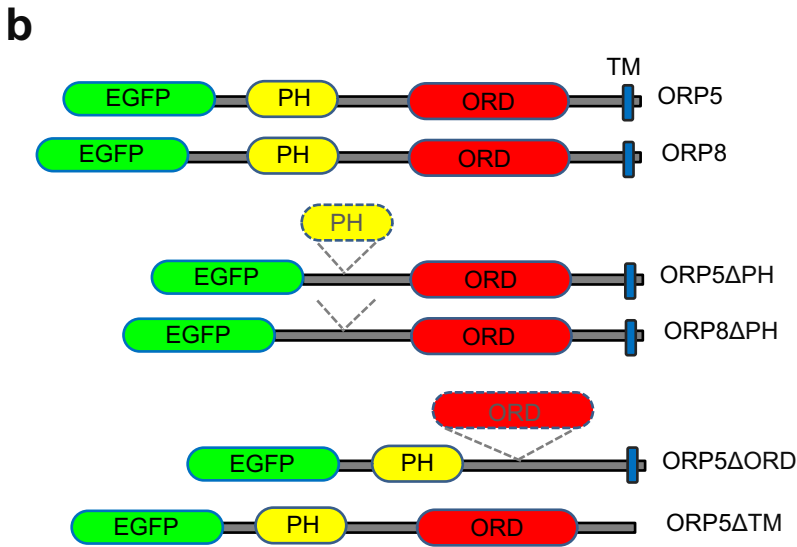 b
TM
EGFP PH ORD ORP5
EGFP PH ORD ORP8
PH
EGFP ORD ORP5ΔPH
EGFP ORD ORP8ΔPH
ORD
EGFP PH ORP5ΔORD
EGFP PH ORD ORP5ΔTM